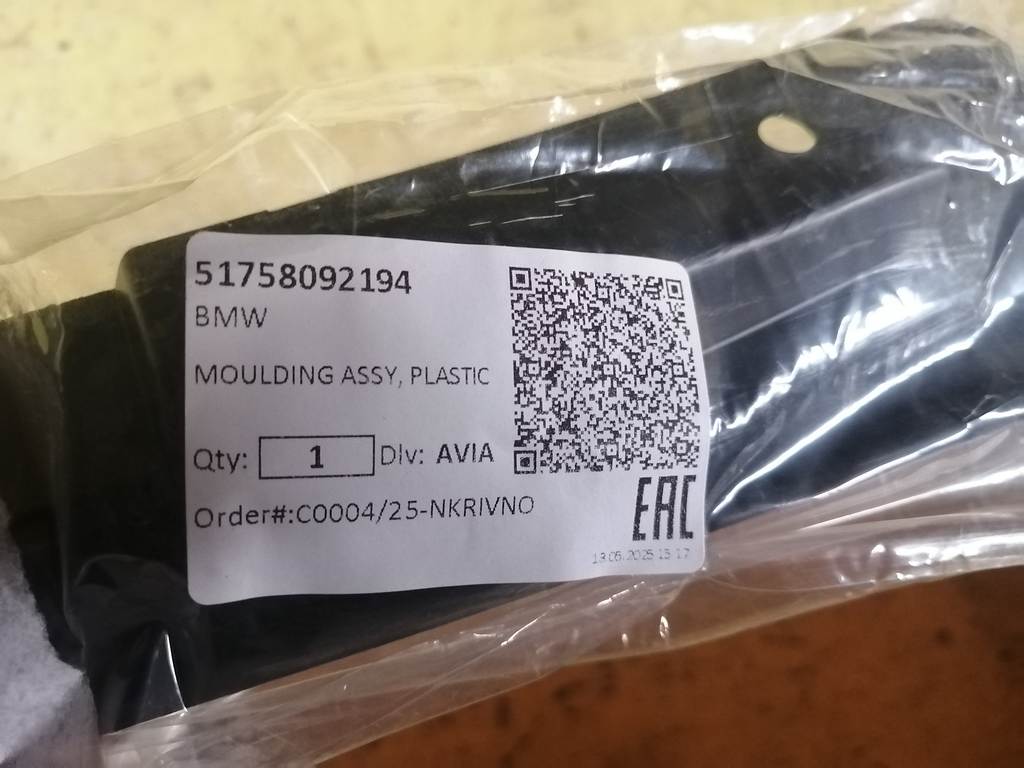 51758092194
BMW
MOULDING ASSY, PLASTIC
Qty: 1 Dlv: AVIA
Order#:C0004/25-NKRIVNO
EAC
13.05.2025 15:17